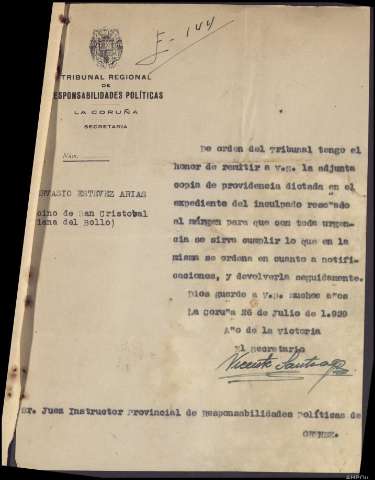 E-144
TRIBUNAL REGIONAL
DE
RESPONSABILIDADES POLÍTICAS
LA CORUÑA
SECRETARIA
Núm.
De orden del Tribunal tengo el
honor de remitir a V.S. la adjunta
copia de providencia dictada en el
expediente del inculpado reseñado
al márgen para que con toda urgen-
cia se sirva cumplir lo que en la
misma se ordena en cuanto a notifi-
caciones, y devolverla seguidamente.
Dios guarde a V.S. muchos años
La Coruña 26 de Julio de 1.939
Año de la Victoria
El Secretario
Vicente Santiago
RVASIO ESTEVEZ ARIAS
cino de San Cristobal
iana del Bollo)
Sr. Juez Instructor Provincial de Responsabilidades Políticas de
ORENSE.